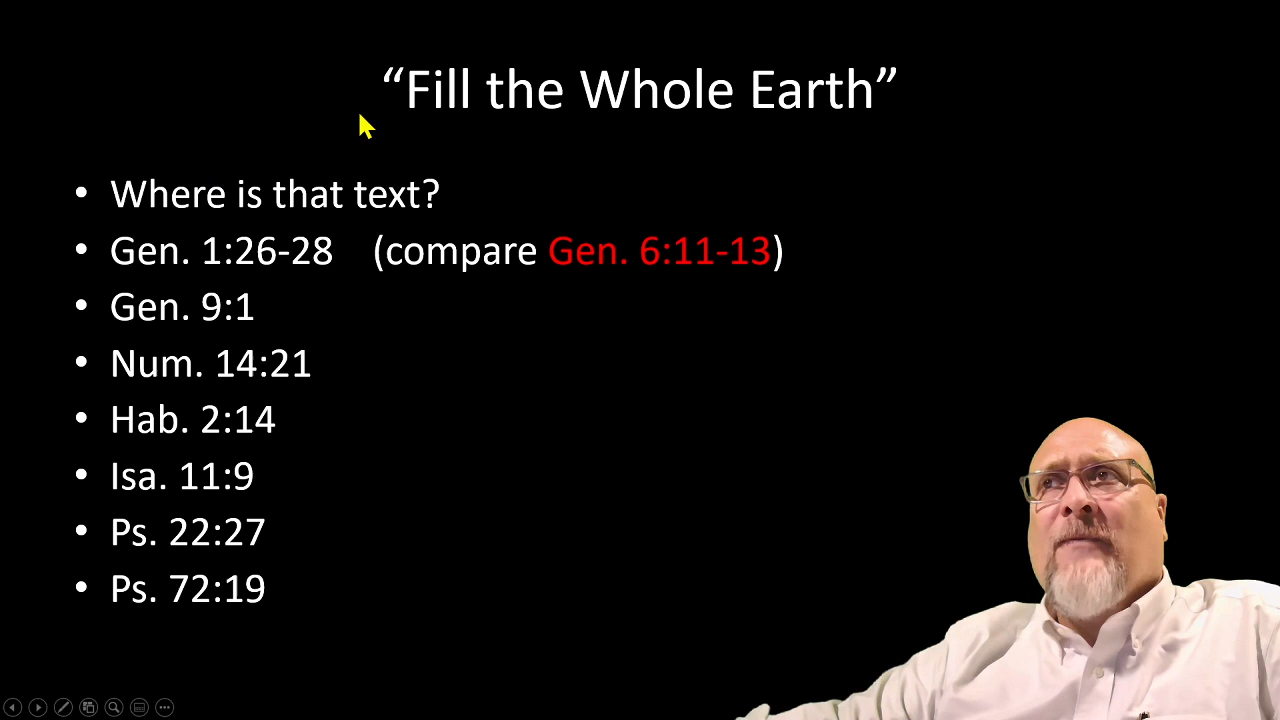 “Fill the Whole Earth”
• Where is that text?
• Gen. 1:26-28 (compare Gen. 6:11-13)
• Gen. 9:1
• Num. 14:21
• Hab. 2:14
• Isa. 11:9
• Ps. 22:27
• Ps. 72:19